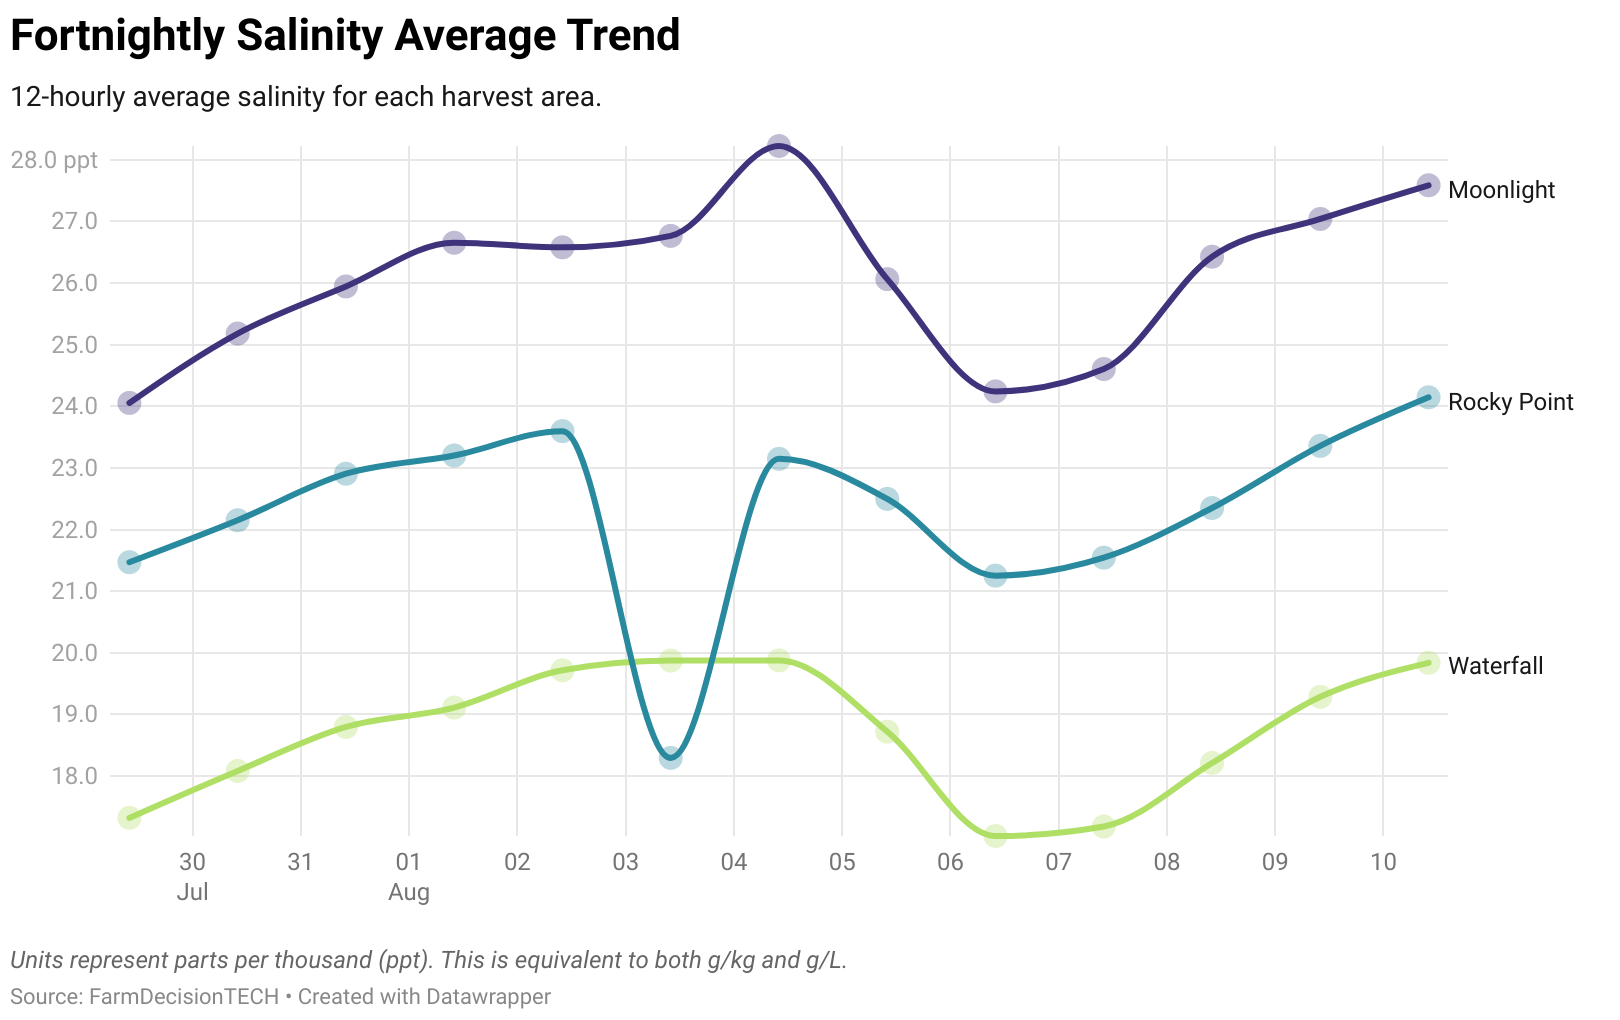 Fortnightly Salinity Average Trend
12-hourly average salinity for each harvest area.
28.0 ppt
27.0
26.0
25.0
24.0
23.0
22.0
21.0
20.0
19.0
18.0
Moonlight
Rocky Point
Waterfall
30 31 01 02 03 04 05 06 07 08 09 10
Jul Aug
Units represent parts per thousand (ppt). This is equivalent to both g/kg and g/L.
Source: FarmDecisionTECH • Created with Datawrapper